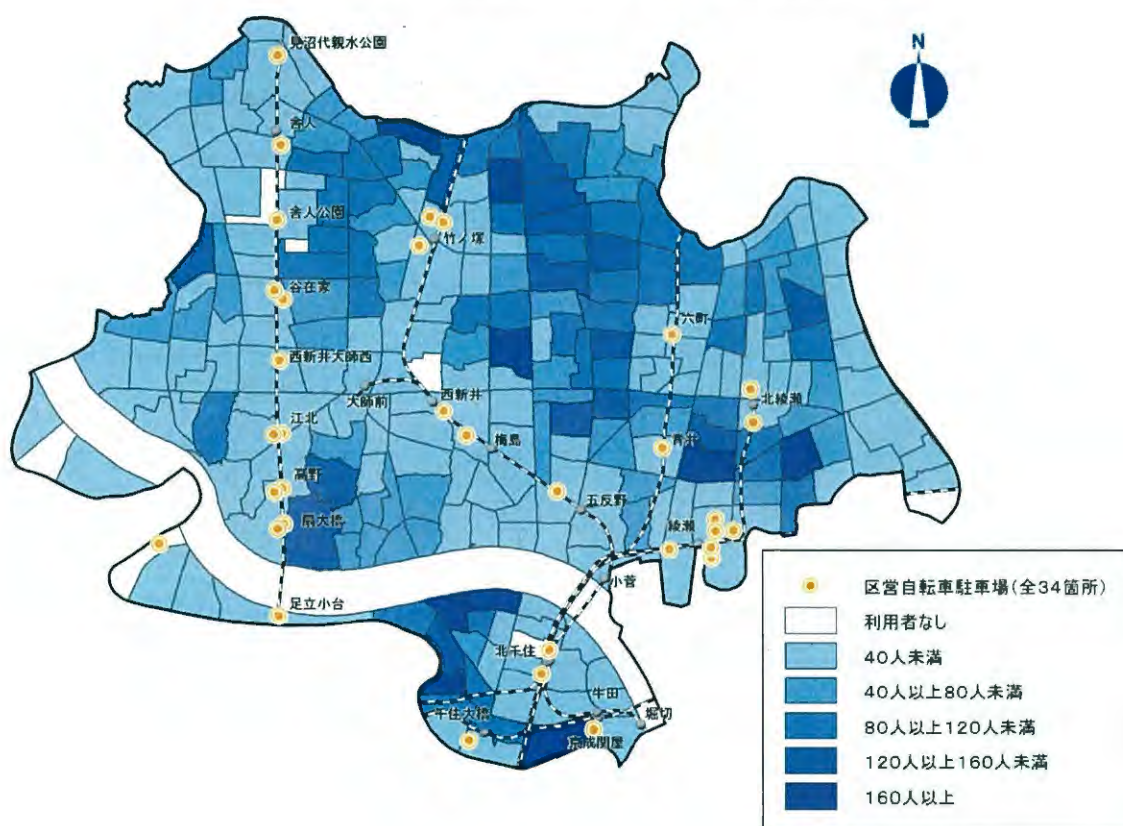 見沼代親水公園
N
舎人
舎人公園
竹ノ塚
谷在家
六町
西新井大師西
大師前
西新井
北綾瀬
江北
梅島
青井
高野
五反野
扇大橋
綾瀬
小菅
足立小台
北千住
牛田
千住大橋
堀切
京成関屋
区営自転車駐車場(全34箇所)
利用者なし
40人未満
40人以上80人未満
80人以上120人未満
120人以上160人未満
160人以上